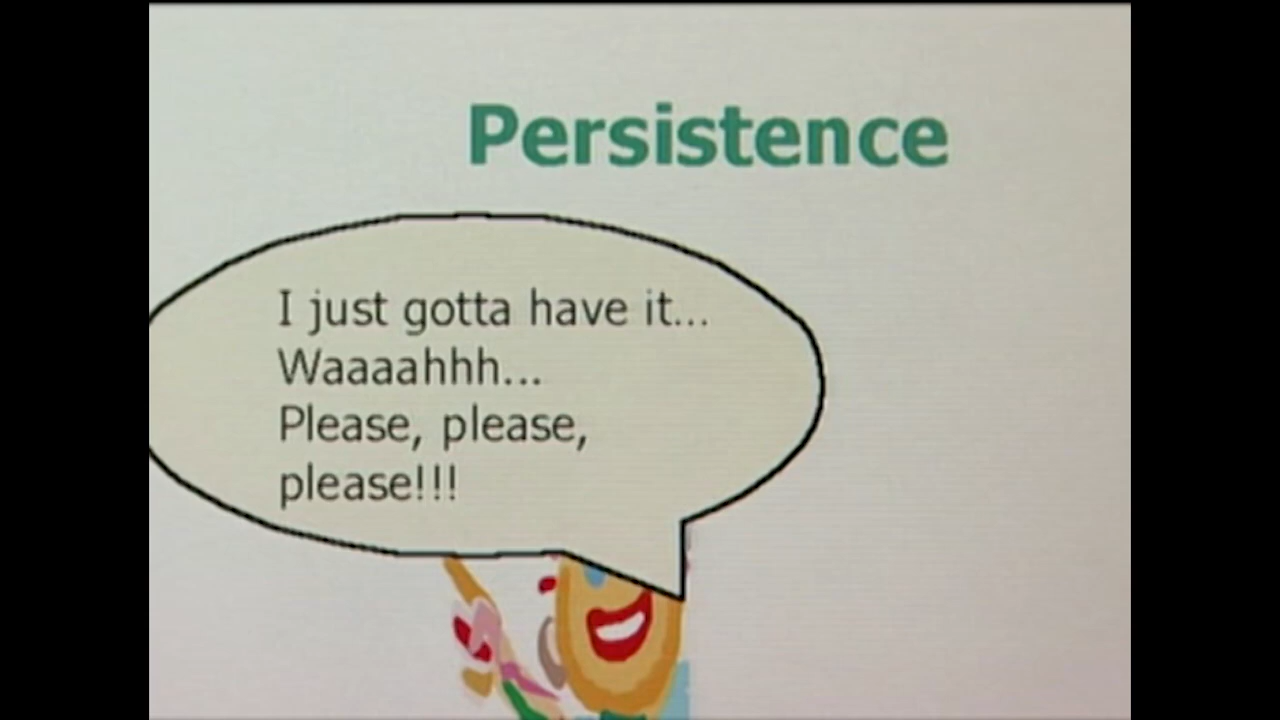 Persistence
I just gotta have it...
Waaaahhh...
Please, please,
please!!!